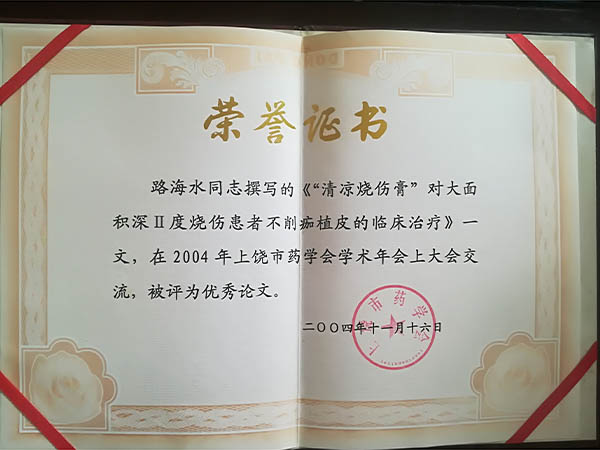 荣誉证书
路海水同志撰写的《“清凉烧伤膏”对大面
积深Ⅱ度烧伤患者不削痂植皮的临床治疗》一
文，在2004年上饶市药学会学术年会上大会交
流，被评为优秀论文。
二〇〇四年十一月十六日
上饶市药学会